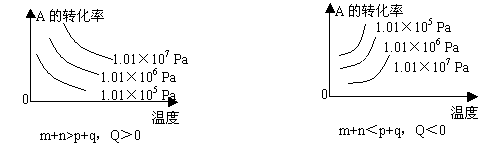 A 的转化率
1.01×10⁷ Pa
1.01×10⁶ Pa
1.01×10⁵ Pa
0
温度
m+n>p+q，Q＞0
A 的转化率
1.01×10⁵ Pa
1.01×10⁶ Pa
1.01×10⁷ Pa
0
温度
m+n＜p+q，Q＜0